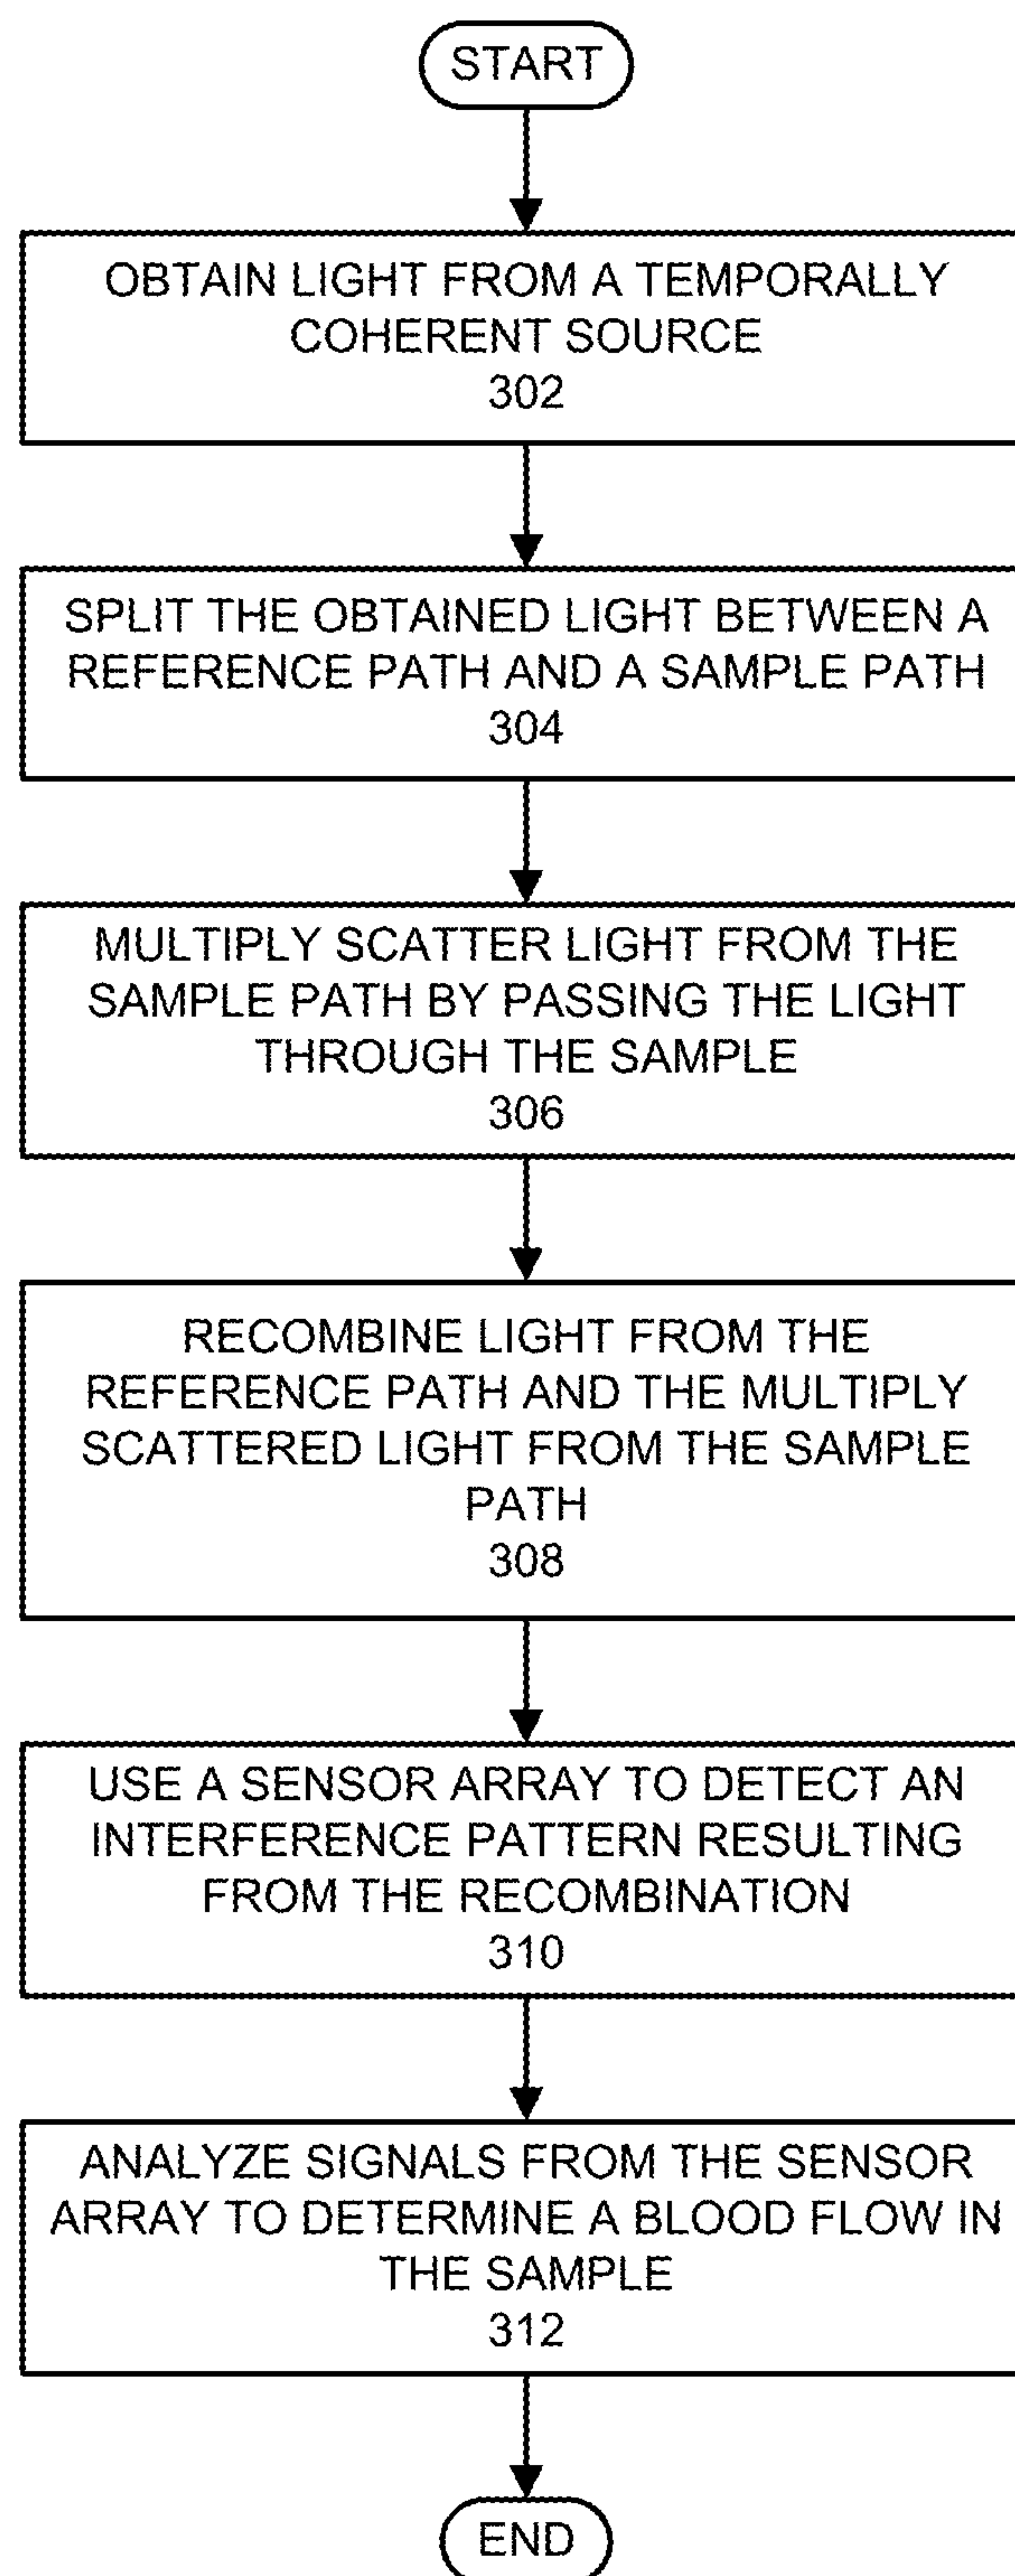 START
OBTAIN LIGHT FROM A TEMPORALLY
COHERENT SOURCE
302
SPLIT THE OBTAINED LIGHT BETWEEN A
REFERENCE PATH AND A SAMPLE PATH
304
MULTIPLY SCATTER LIGHT FROM THE
SAMPLE PATH BY PASSING THE LIGHT
THROUGH THE SAMPLE
306
RECOMBINE LIGHT FROM THE
REFERENCE PATH AND THE MULTIPLY
SCATTERED LIGHT FROM THE SAMPLE
PATH
308
USE A SENSOR ARRAY TO DETECT AN
INTERFERENCE PATTERN RESULTING
FROM THE RECOMBINATION
310
ANALYZE SIGNALS FROM THE SENSOR
ARRAY TO DETERMINE A BLOOD FLOW IN
THE SAMPLE
312
END